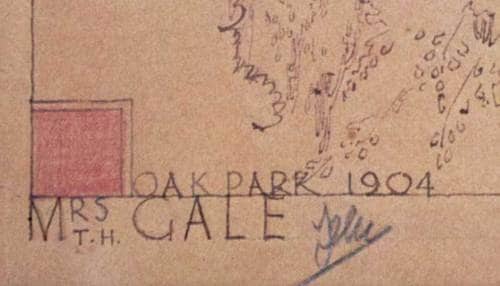 OAK PARK 1904
MRS T.H. GALE